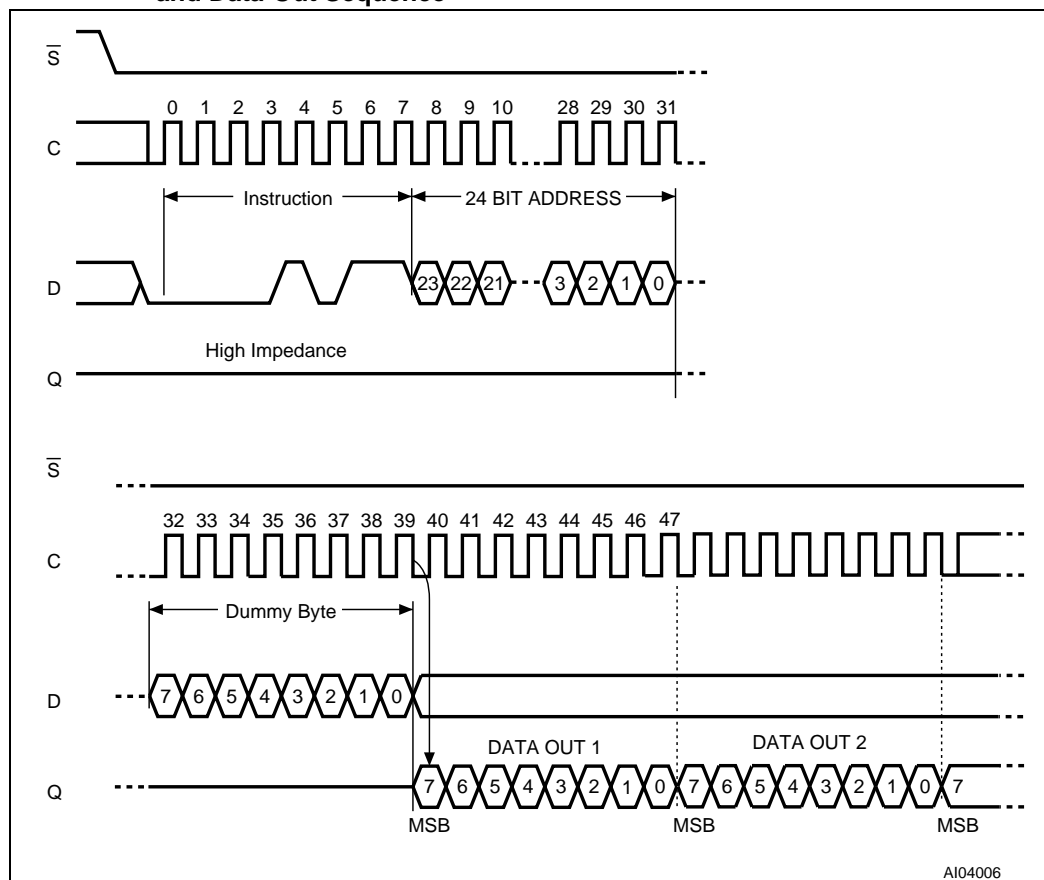 and Data-Out Sequence
S
0 1 2 3 4 5 6 7 8 9 10 28 29 30 31
C
Instruction 24 BIT ADDRESS
D 23 22 21 3 2 1 0
High Impedance
Q
S
32 33 34 35 36 37 38 39 40 41 42 43 44 45 46 47
C
Dummy Byte
D 7 6 5 4 3 2 1 0
DATA OUT 1 DATA OUT 2
Q 7 6 5 4 3 2 1 0 7 6 5 4 3 2 1 0 7
MSB MSB MSB
AI04006